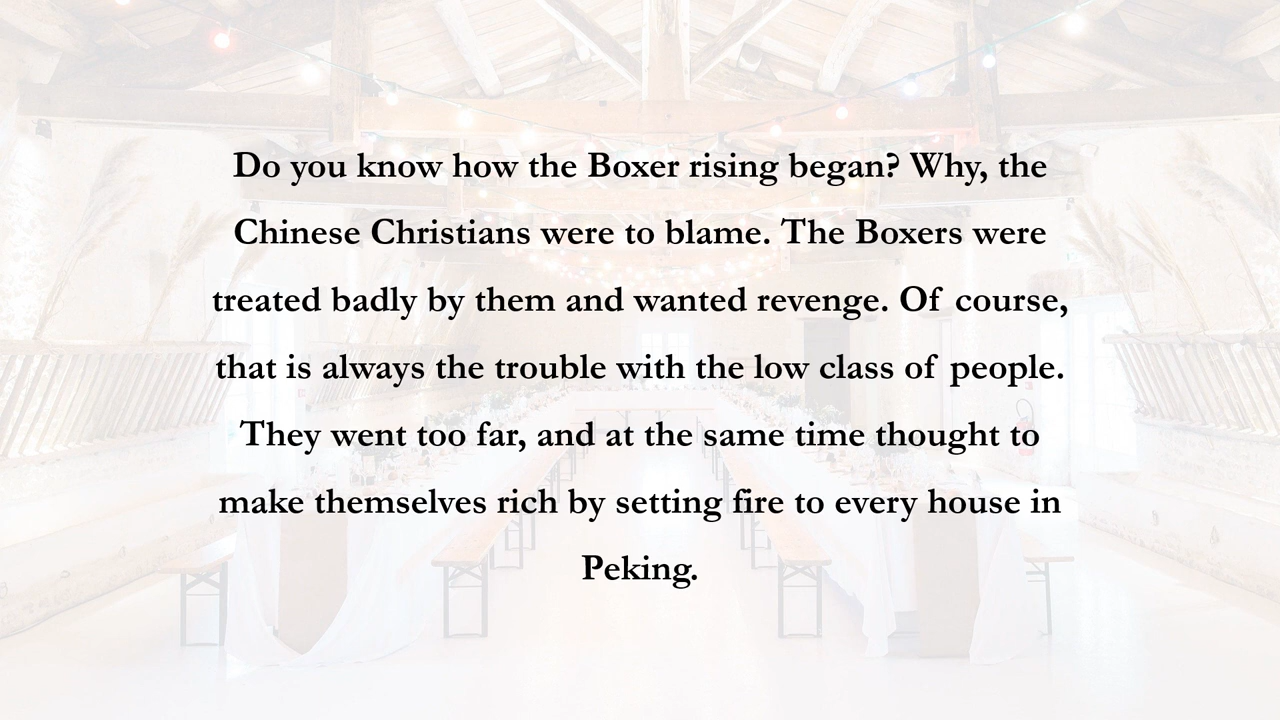 Do you know how the Boxer rising began? Why, the
Chinese Christians were to blame. The Boxers were
treated badly by them and wanted revenge. Of course,
that is always the trouble with the low class of people.
They went too far, and at the same time thought to
make themselves rich by setting fire to every house in
Peking.